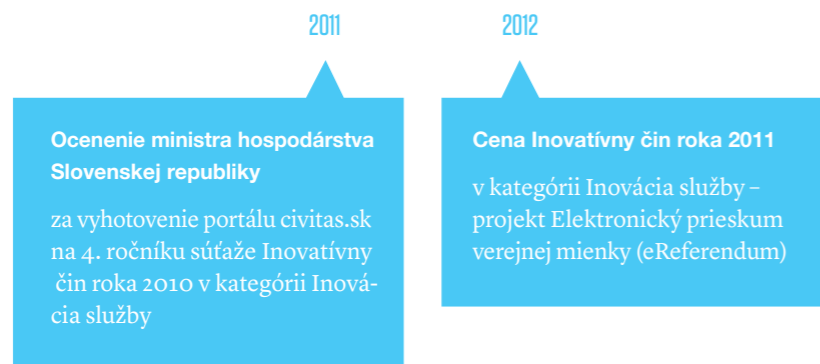 2011
Ocenenie ministra hospodárstva
Slovenskej republiky
za vyhotovenie portálu civitas.sk
na 4. ročníku súťaže Inovatívny
čin roka 2010 v kategórii Inová-
cia služby
2012
Cena Inovatívny čin roka 2011
v kategórii Inovácia služby –
projekt Elektronický prieskum
verejnej mienky (eReferendum)